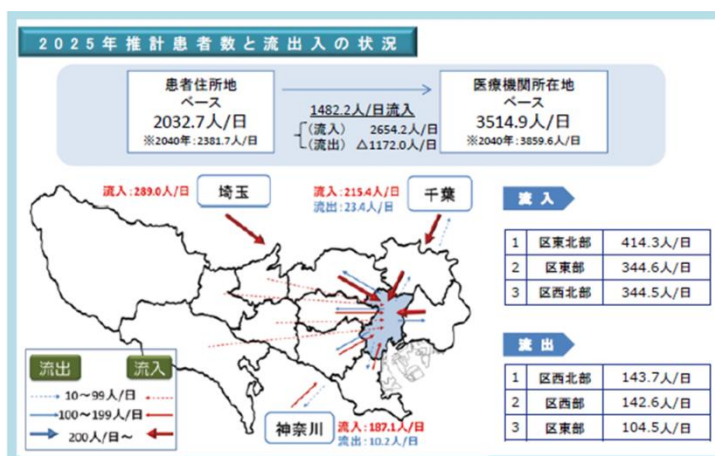 2025年推計患者数と流出入の状況
患者住所地
ベース
2032.7人/日
※2040年:2381.7人/日
1482.2人/日流入
(流入) 2654.2人/日
(流出) △1172.0人/日
医療機関所在地
ベース
3514.9人/日
※2040年:3859.6人/日
流入:289.0人/日
埼玉
流入:215.4人/日
流出:23.4人/日
千葉
流入
1 区東北部 414.3人/日
2 区東部 344.6人/日
3 区西北部 344.5人/日
流出
1 区西北部 143.7人/日
2 区西部 142.6人/日
3 区東部 104.5人/日
流出 流入
10~99人/日
100~199人/日
200人/日~
神奈川
流入:187.1人/日
流出:10.2人/日